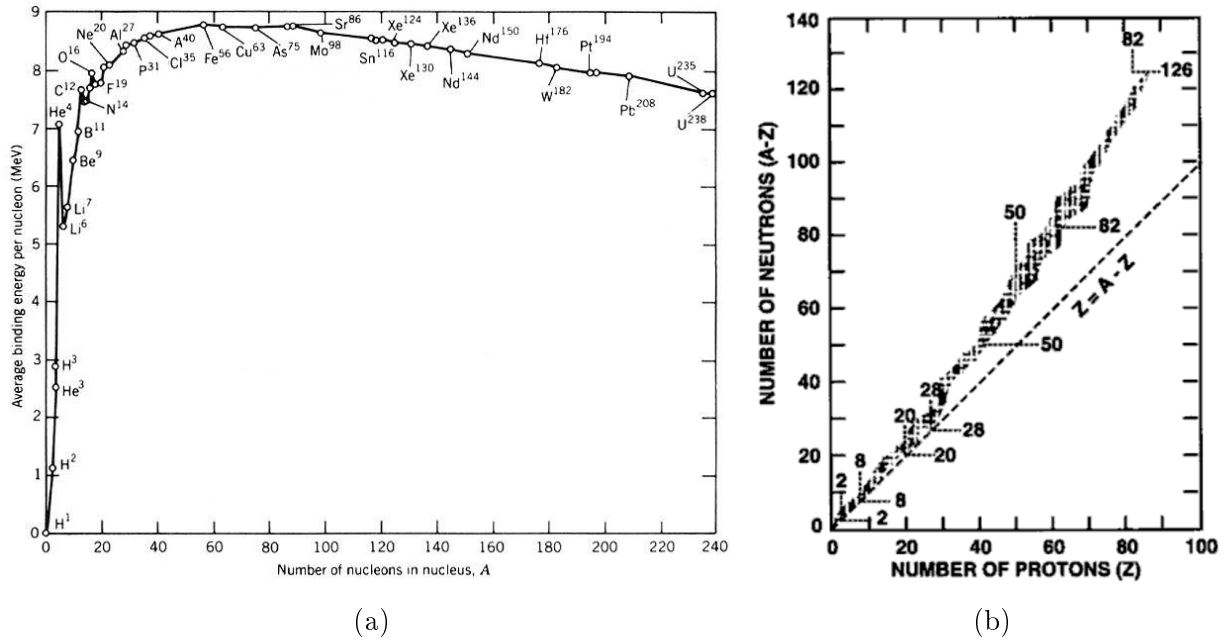 Average binding energy per nucleon (MeV)
9
8
7
6
5
4
3
2
1
0
0
20
40
60
80
100
120
140
160
180
200
220
240
Number of nucleons in nucleus, A
H¹
H²
He³
H³
He⁴
Li⁶
Li⁷
Be⁹
B¹¹
C¹²
N¹⁴
O¹⁶
F¹⁹
Ne²⁰
Al²⁷
P³¹
Cl³⁵
A⁴⁰
Fe⁵⁶
Cu⁶³
As⁷⁵
Sr⁸⁶
Mo⁹⁸
Sn¹¹⁶
Xe¹²⁴
Xe¹³⁰
Xe¹³⁶
Nd¹⁴⁴
Nd¹⁵⁰
Hf¹⁷⁶
W¹⁸²
Pt¹⁹⁴
Pb²⁰⁸
U²³⁵
U²³⁸
(a)
NUMBER OF NEUTRONS (A-Z)
140
120
100
80
60
40
20
0
0
20
40
60
80
100
NUMBER OF PROTONS (Z)
82
126
50
82
Z = A - Z
50
28
28
20
20
8
8
2
2
(b)